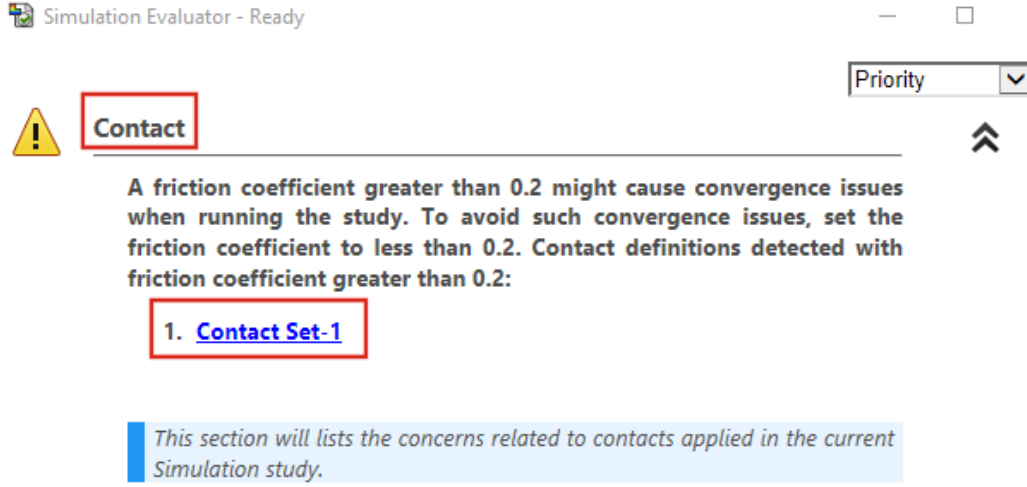 Simulation Evaluator - Ready
Priority
Contact
A friction coefficient greater than 0.2 might cause convergence issues
when running the study. To avoid such convergence issues, set the
friction coefficient to less than 0.2. Contact definitions detected with
friction coefficient greater than 0.2:
1. Contact Set-1
This section will lists the concerns related to contacts applied in the current
Simulation study.